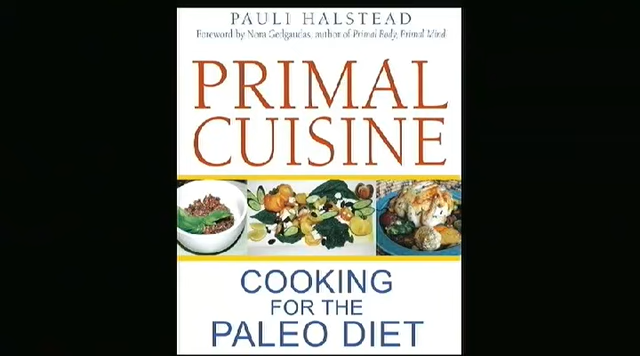 PAULI HALSTEAD
Foreword by Nora Gedgaudas, author of Primal Body, Primal Mind
PRIMAL
CUISINE
COOKING
FOR THE
PALEO DIET